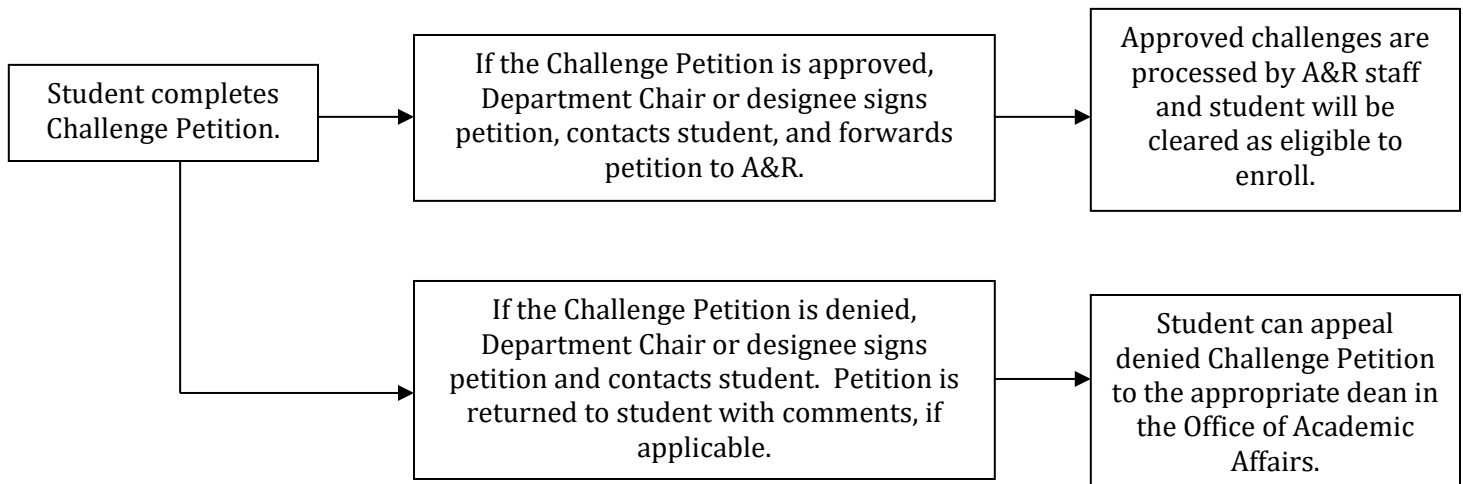 Student completes
Challenge Petition.
If the Challenge Petition is approved,
Department Chair or designee signs
petition, contacts student, and forwards
petition to A&R.
Approved challenges are
processed by A&R staff
and student will be
cleared as eligible to
enroll.
If the Challenge Petition is denied,
Department Chair or designee signs
petition and contacts student.  Petition is
returned to student with comments, if
applicable.
Student can appeal
denied Challenge Petition
to the appropriate dean in
the Office of Academic
Affairs.